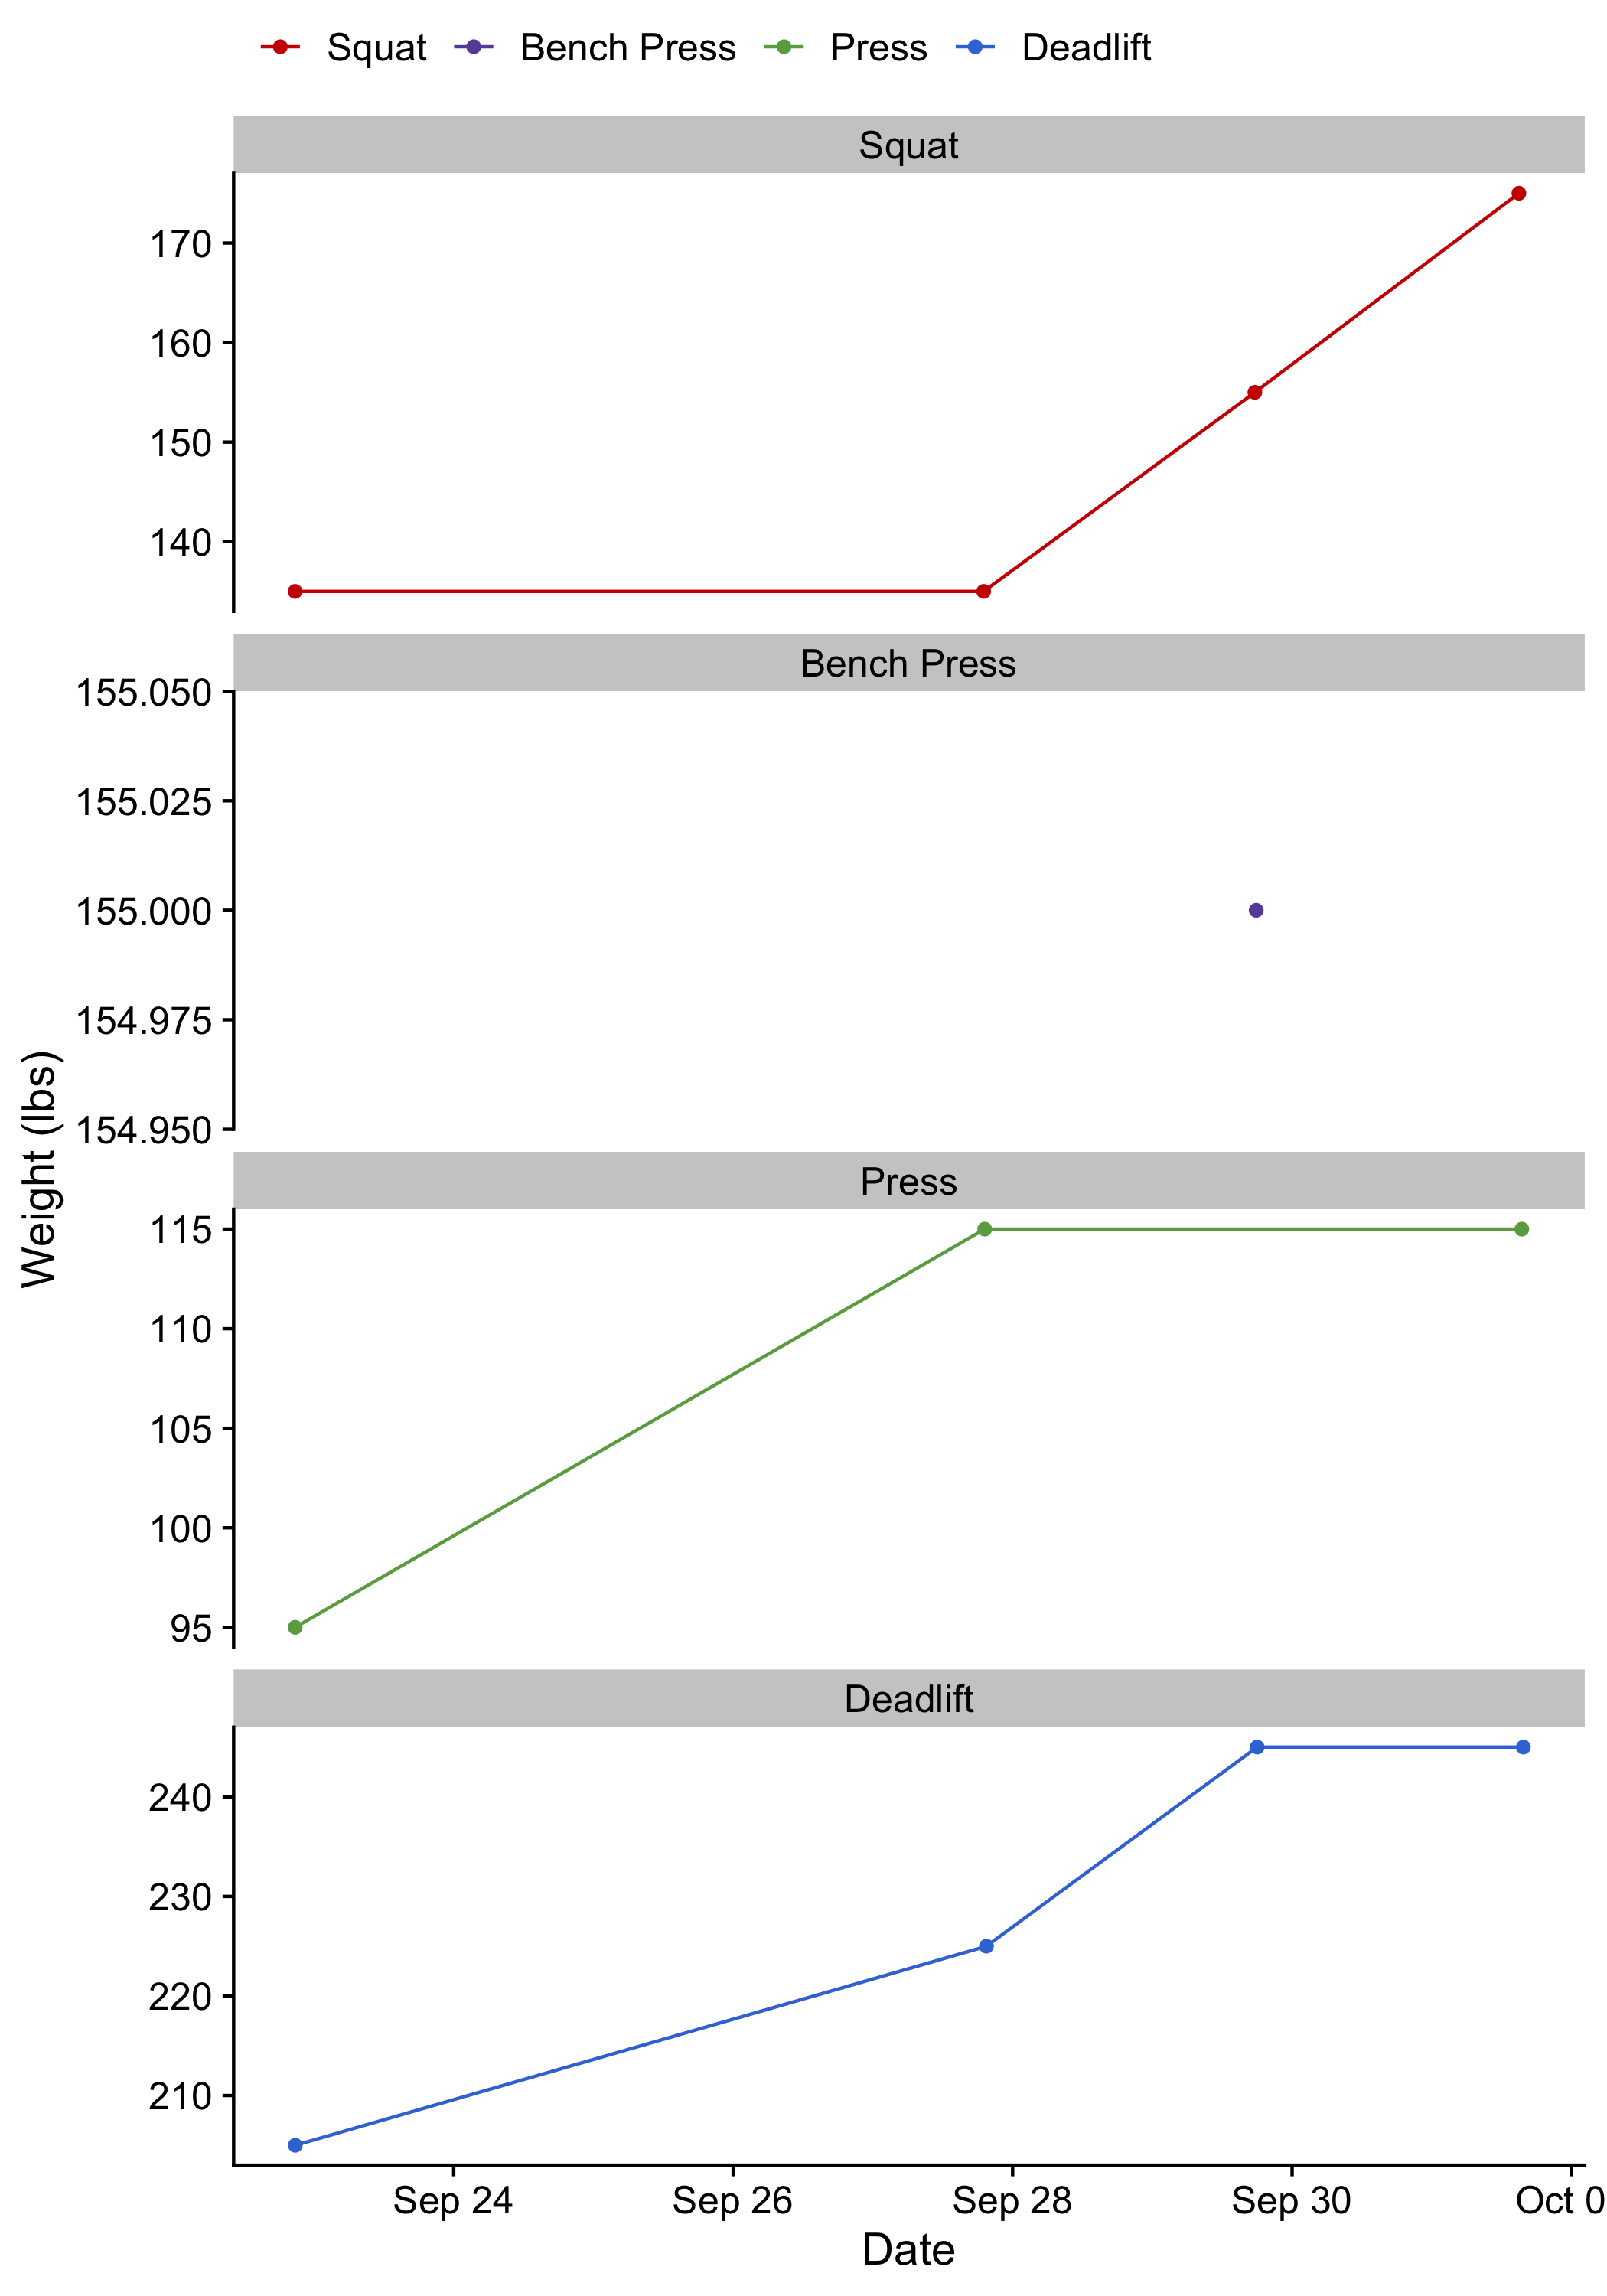 Squat Bench Press Press Deadlift
Squat
170
160
150
140
Bench Press
155.050
155.025
155.000
154.975
154.950
Weight (lbs)
Press
115
110
105
100
95
Deadlift
240
230
220
210
Sep 24 Sep 26 Sep 28 Sep 30 Oct 0
Date